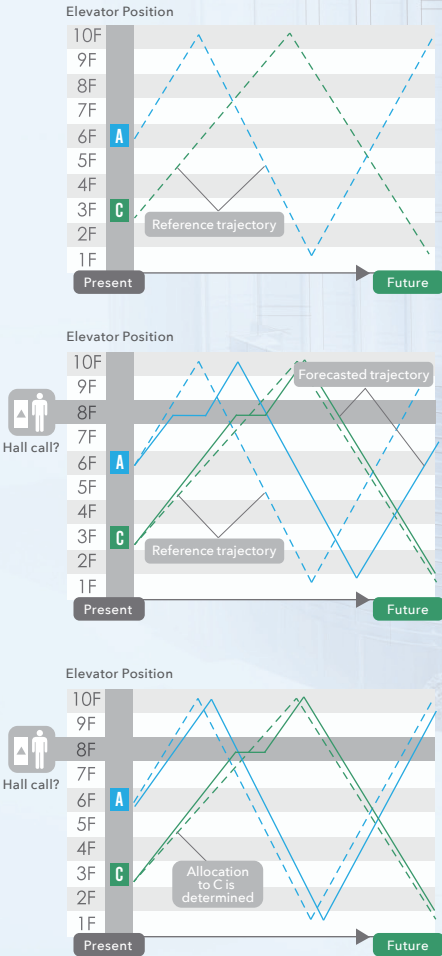 Elevator Position
10F
9F
8F
7F
6F A
5F
4F
3F C
2F
1F
Reference trajectory
Present
Future
Elevator Position
10F
Forecasted trajectory
9F
8F
Hall call?
7F
6F A
5F
4F
3F C
2F
Reference trajectory
1F
Present
Future
Elevator Position
10F
9F
8F
Hall call?
7F
6F A
5F
4F
3F C
2F
1F
Allocation
to C is
determined
Present
Future